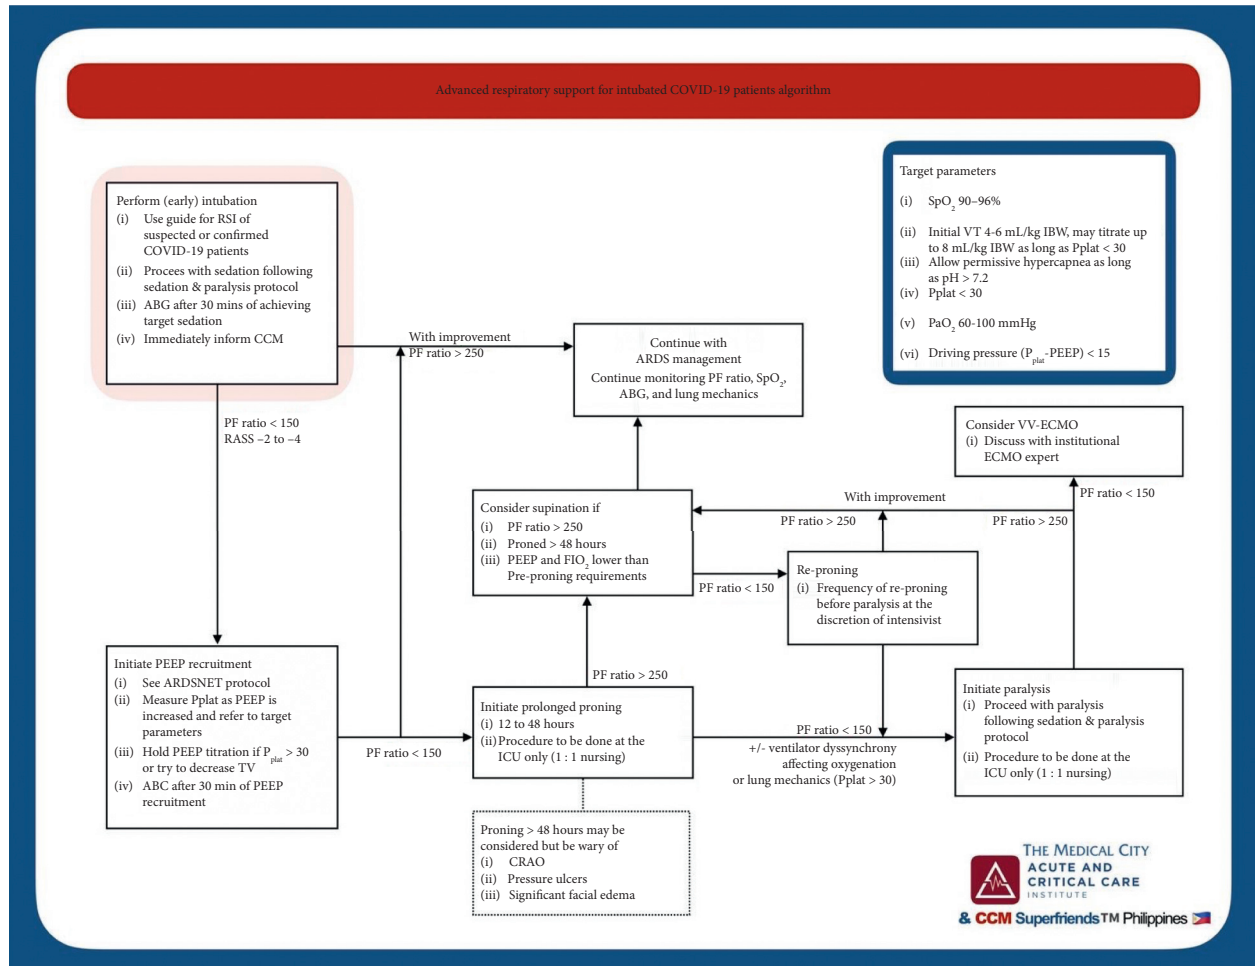 Advanced respiratory support for intubated COVID-19 patients algorithm
Perform (early) intubation
(i) Use guide for RSI of
suspected or confirmed
COVID-19 patients
(ii) Procees with sedation following
sedation & paralysis protocol
(iii) ABG after 30 mins of achieving
target sedation
(iv) Immediately inform CCM
Target parameters
(i) SpO2 90–96%
(ii) Initial VT 4-6 mL/kg IBW, may titrate up
to 8 mL/kg IBW as long as Pplat < 30
(iii) Allow permissive hypercapnea as long
as pH > 7.2
(iv) Pplat < 30
(v) PaO2 60-100 mmHg
(vi) Driving pressure (Pplat-PEEP) < 15
With improvement
PF ratio > 250
Continue with
ARDS management
Continue monitoring PF ratio, SpO2,
ABG, and lung mechanics
PF ratio < 150
RASS –2 to –4
Consider VV-ECMO
(i) Discuss with institutional
ECMO expert
PF ratio < 150
With improvement
PF ratio > 250
PF ratio > 250
Consider supination if
(i) PF ratio > 250
(ii) Proned > 48 hours
(iii) PEEP and FIO2 lower than
Pre-proning requirements
PF ratio < 150
Re-proning
(i) Frequency of re-proning
before paralysis at the
discretion of intensivist
Initiate PEEP recruitment
(i) See ARDSNET protocol
(ii) Measure Pplat as PEEP is
increased and refer to target
parameters
(iii) Hold PEEP titration if Pplat > 30
or try to decrease TV
(iv) ABC after 30 min of PEEP
recruitment
PF ratio < 150
PF ratio > 250
Initiate prolonged proning
(i) 12 to 48 hours
(ii) Procedure to be done at the
ICU only (1 : 1 nursing)
PF ratio < 150
+/- ventilator dyssynchrony
affecting oxygenation
or lung mechanics (Pplat > 30)
Initiate paralysis
(i) Proceed with paralysis
following sedation & paralysis
protocol
(ii) Procedure to be done at the
ICU only (1 : 1 nursing)
Proning > 48 hours may be
considered but be wary of
(i) CRAO
(ii) Pressure ulcers
(iii) Significant facial edema
THE MEDICAL CITY
ACUTE AND
CRITICAL CARE
INSTITUTE
& CCM Superfriends™ Philippines